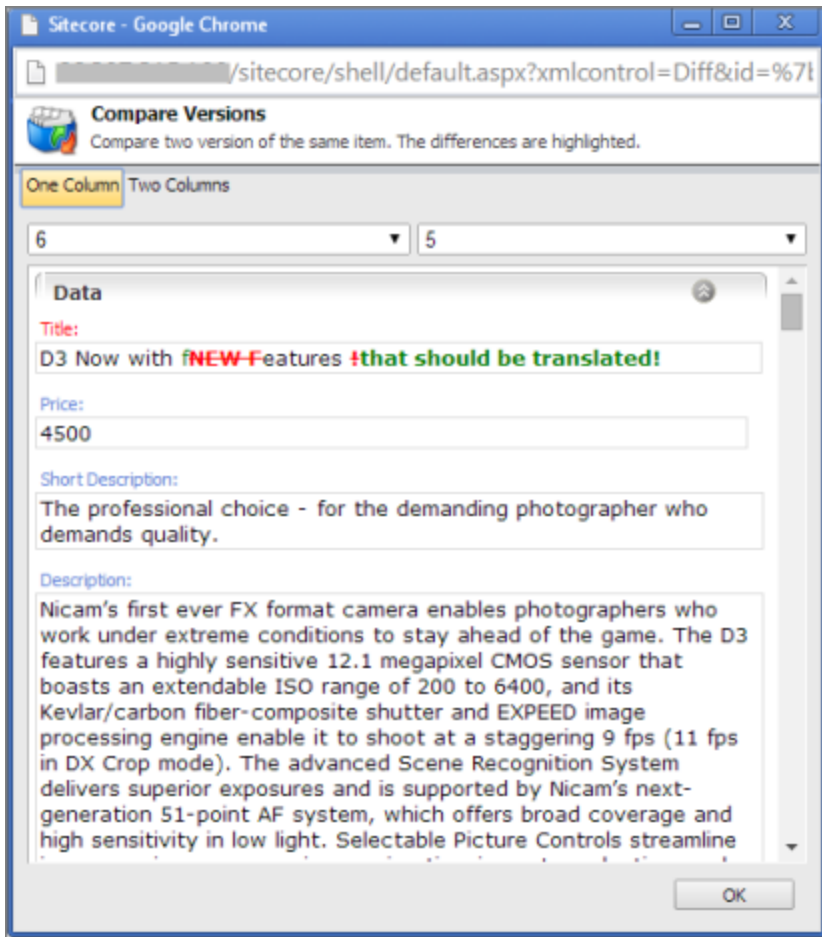 Sitecore - Google Chrome
/sitecore/shell/default.aspx?xmlcontrol=Diff&id=%7b
Compare Versions
Compare two version of the same item. The differences are highlighted.
One Column Two Columns
6 5
Data
Title:
D3 Now with fNEW Features !that should be translated!
Price:
4500
Short Description:
The professional choice - for the demanding photographer who
demands quality.
Description:
Nicam's first ever FX format camera enables photographers who
work under extreme conditions to stay ahead of the game. The D3
features a highly sensitive 12.1 megapixel CMOS sensor that
boasts an extendable ISO range of 200 to 6400, and its
Kevlar/carbon fiber-composite shutter and EXPEED image
processing engine enable it to shoot at a staggering 9 fps (11 fps
in DX Crop mode). The advanced Scene Recognition System
delivers superior exposures and is supported by Nicam's next-
generation 51-point AF system, which offers broad coverage and
high sensitivity in low light. Selectable Picture Controls streamline
OK